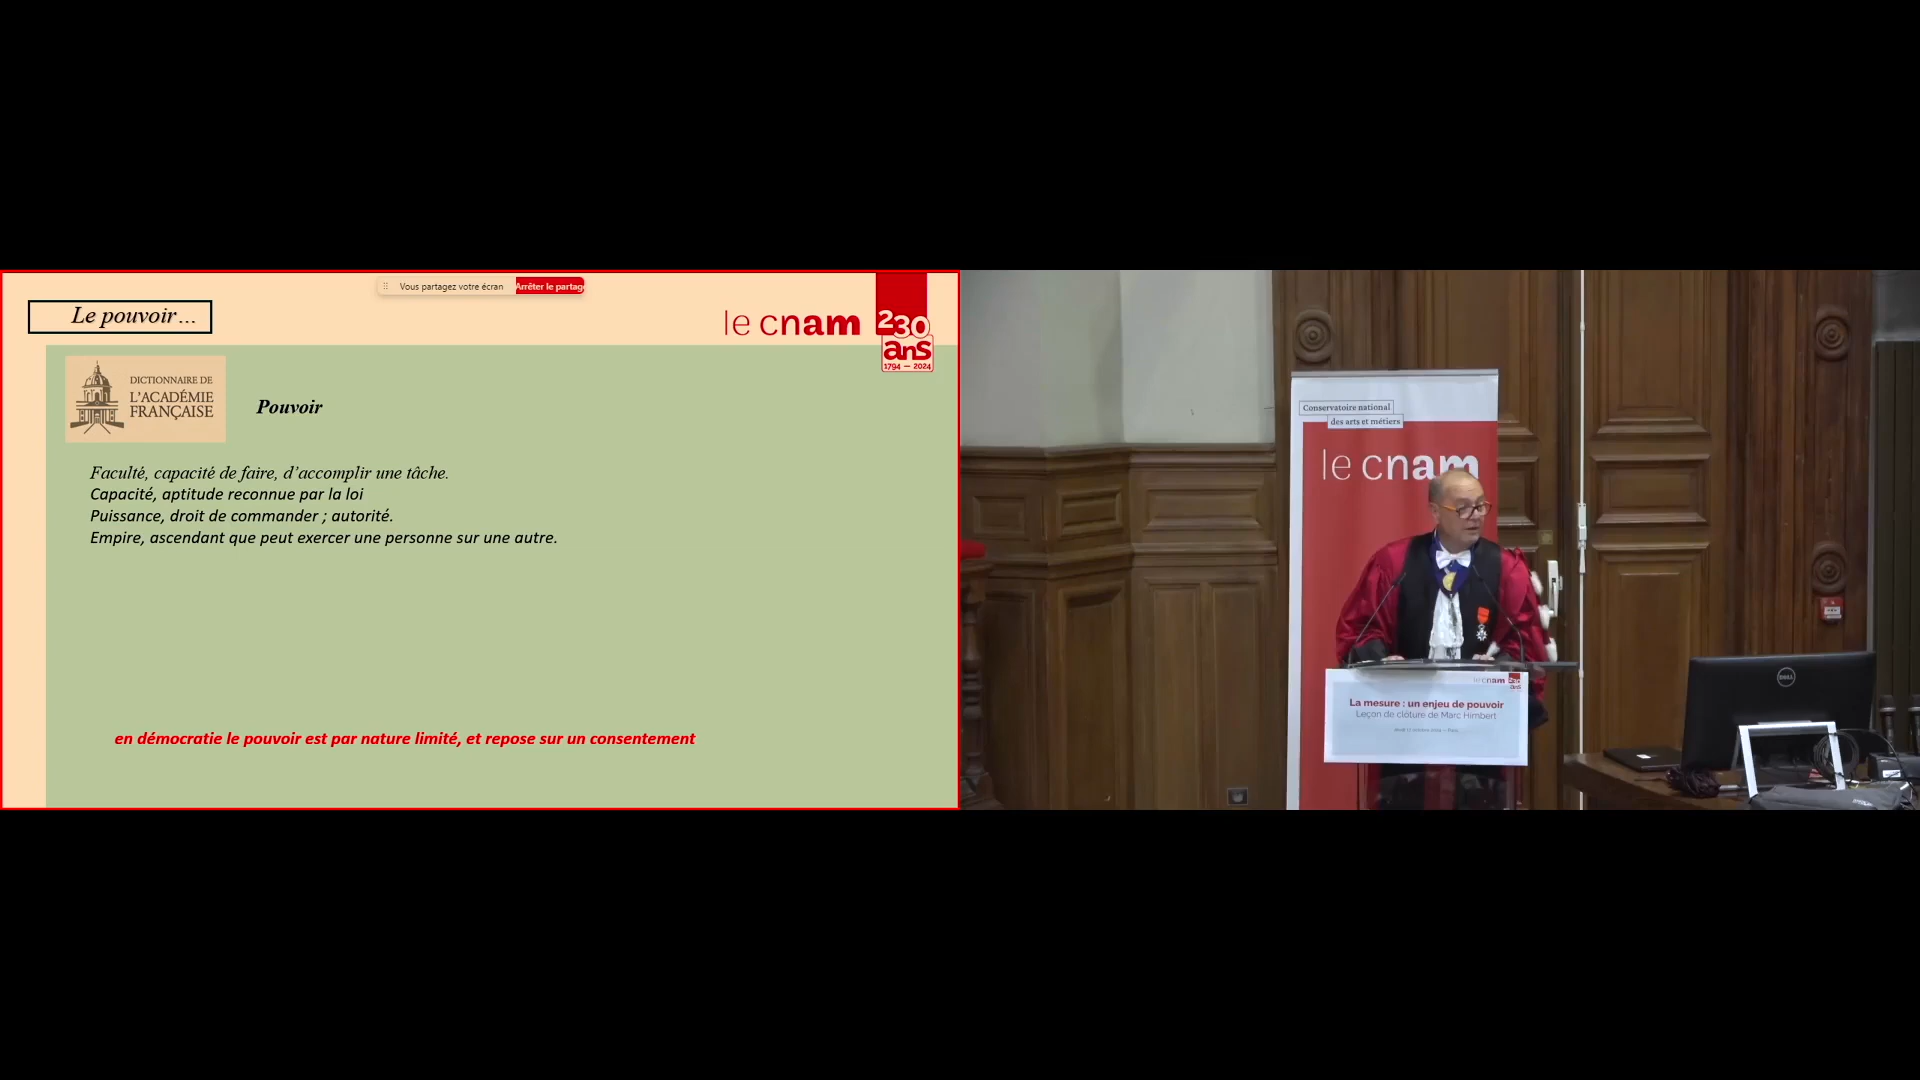 Vous partagez votre écran
Arrêter le partage
Le pouvoir…
le cnam
230
ans
1794 — 2024
DICTIONNAIRE DE
L'ACADÉMIE
FRANÇAISE
Pouvoir
Faculté, capacité de faire, d'accomplir une tâche.
Capacité, aptitude reconnue par la loi
Puissance, droit de commander ; autorité.
Empire, ascendant que peut exercer une personne sur une autre.
en démocratie le pouvoir est par nature limité, et repose sur un consentement
Conservatoire national
des arts et métiers
le cnam
le cnam
230
ans
La mesure : un enjeu de pouvoir
Leçon de clôture de Marc Himbert
DELL